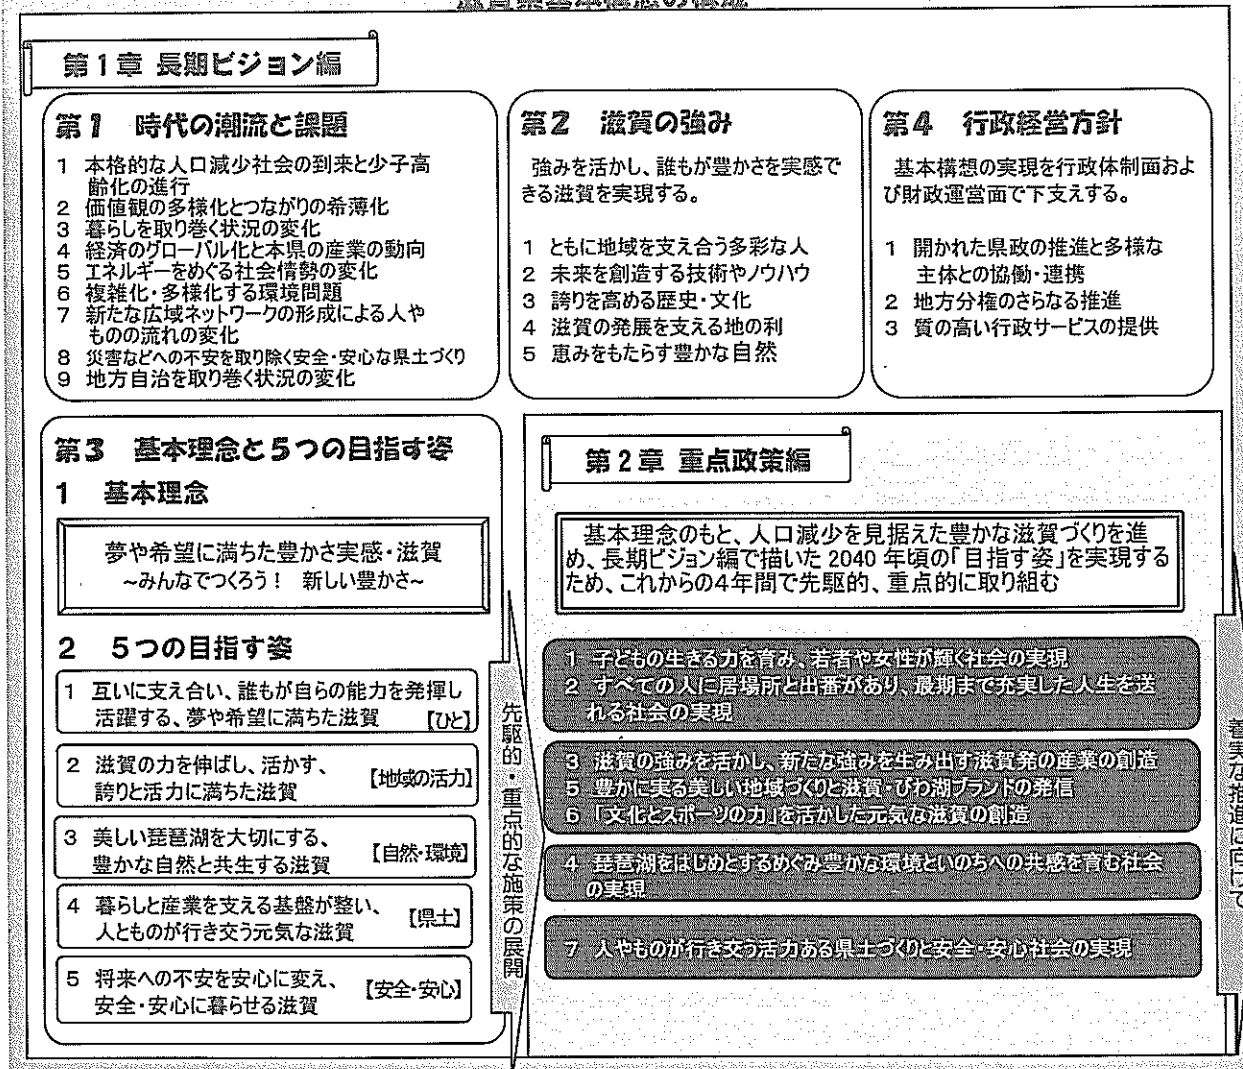 滋賀県基本構想の構成
第1章 長期ビジョン編
第1 時代の潮流と課題
1 本格的な人口減少社会の到来と少子高
齢化の進行
2 価値観の多様化とつながりの希薄化
3 暮らしを取り巻く状況の変化
4 経済のグローバル化と本県の産業の動向
5 エネルギーをめぐる社会情勢の変化
6 複雑化・多様化する環境問題
7 新たな広域ネットワークの形成による人や
ものの流れの変化
8 災害などへの不安を取り除く安全・安心な県土づくり
9 地方自治を取り巻く状況の変化
第2 滋賀の強み
強みを活かし、誰もが豊かさを実感で
きる滋賀を実現する。
1 ともに地域を支え合う多彩な人
2 未来を創造する技術やノウハウ
3 誇りを高める歴史・文化
4 滋賀の発展を支える地の利
5 恵みをもたらす豊かな自然
第4 行政経営方針
基本構想の実現を行政体制面およ
び財政運営面で下支えする。
1 開かれた県政の推進と多様な
主体との協働・連携
2 地方分権のさらなる推進
3 質の高い行政サービスの提供
第3 基本理念と5つの目指す姿
1 基本理念
夢や希望に満ちた豊かさ実感・滋賀
~みんなでつくろう! 新しい豊かさ~
2 5つの目指す姿
1 互いに支え合い、誰もが自らの能力を発揮し
活躍する、夢や希望に満ちた滋賀 【ひと】
2 滋賀の力を伸ばし、活かす、
誇りと活力に満ちた滋賀 【地域の活力】
3 美しい琵琶湖を大切にする、
豊かな自然と共生する滋賀 【自然・環境】
4 暮らしと産業を支える基盤が整い、
人とものが行き交う元気な滋賀 【県土】
5 将来への不安を安心に変え、
安全・安心に暮らせる滋賀 【安全・安心】
先駆的・重点的な施策の展開
第2章 重点政策編
基本理念のもと、人口減少を見据えた豊かな滋賀づくりを進
め、長期ビジョン編で描いた 2040 年頃の「目指す姿」を実現する
ため、これからの4年間で先駆的、重点的に取り組む
1 子どもの生きる力を育み、若者や女性が輝く社会の実現
2 すべての人に居場所と出番があり、最期まで充実した人生を送
れる社会の実現
3 滋賀の強みを活かし、新たな強みを生み出す滋賀発の産業の創造
5 豊かに実る美しい地域づくりと滋賀・びわ湖ブランドの発信
6 「文化とスポーツの力」を活かした元気な滋賀の創造
4 琵琶湖をはじめとするめぐみ豊かな環境といのちへの共感を育む社会
の実現
7 人やものが行き交う活力ある県土づくりと安全・安心社会の実現
着実な推進に向けて